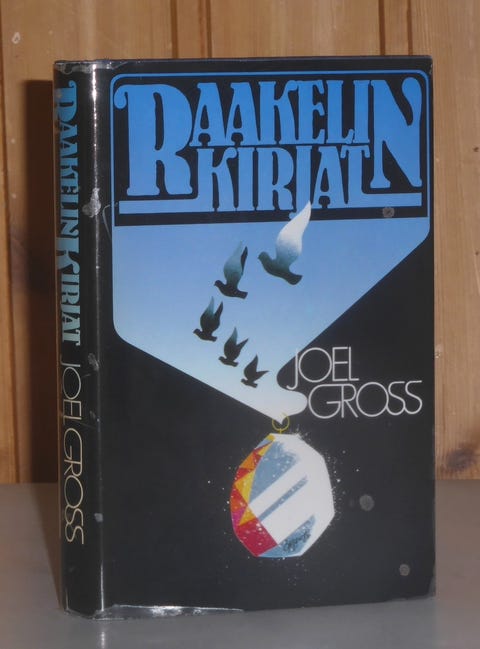 RAAKELIN
KIRJAT
JOEL
GROSS
RAAKELIN KIRJAT JOEL GROSS